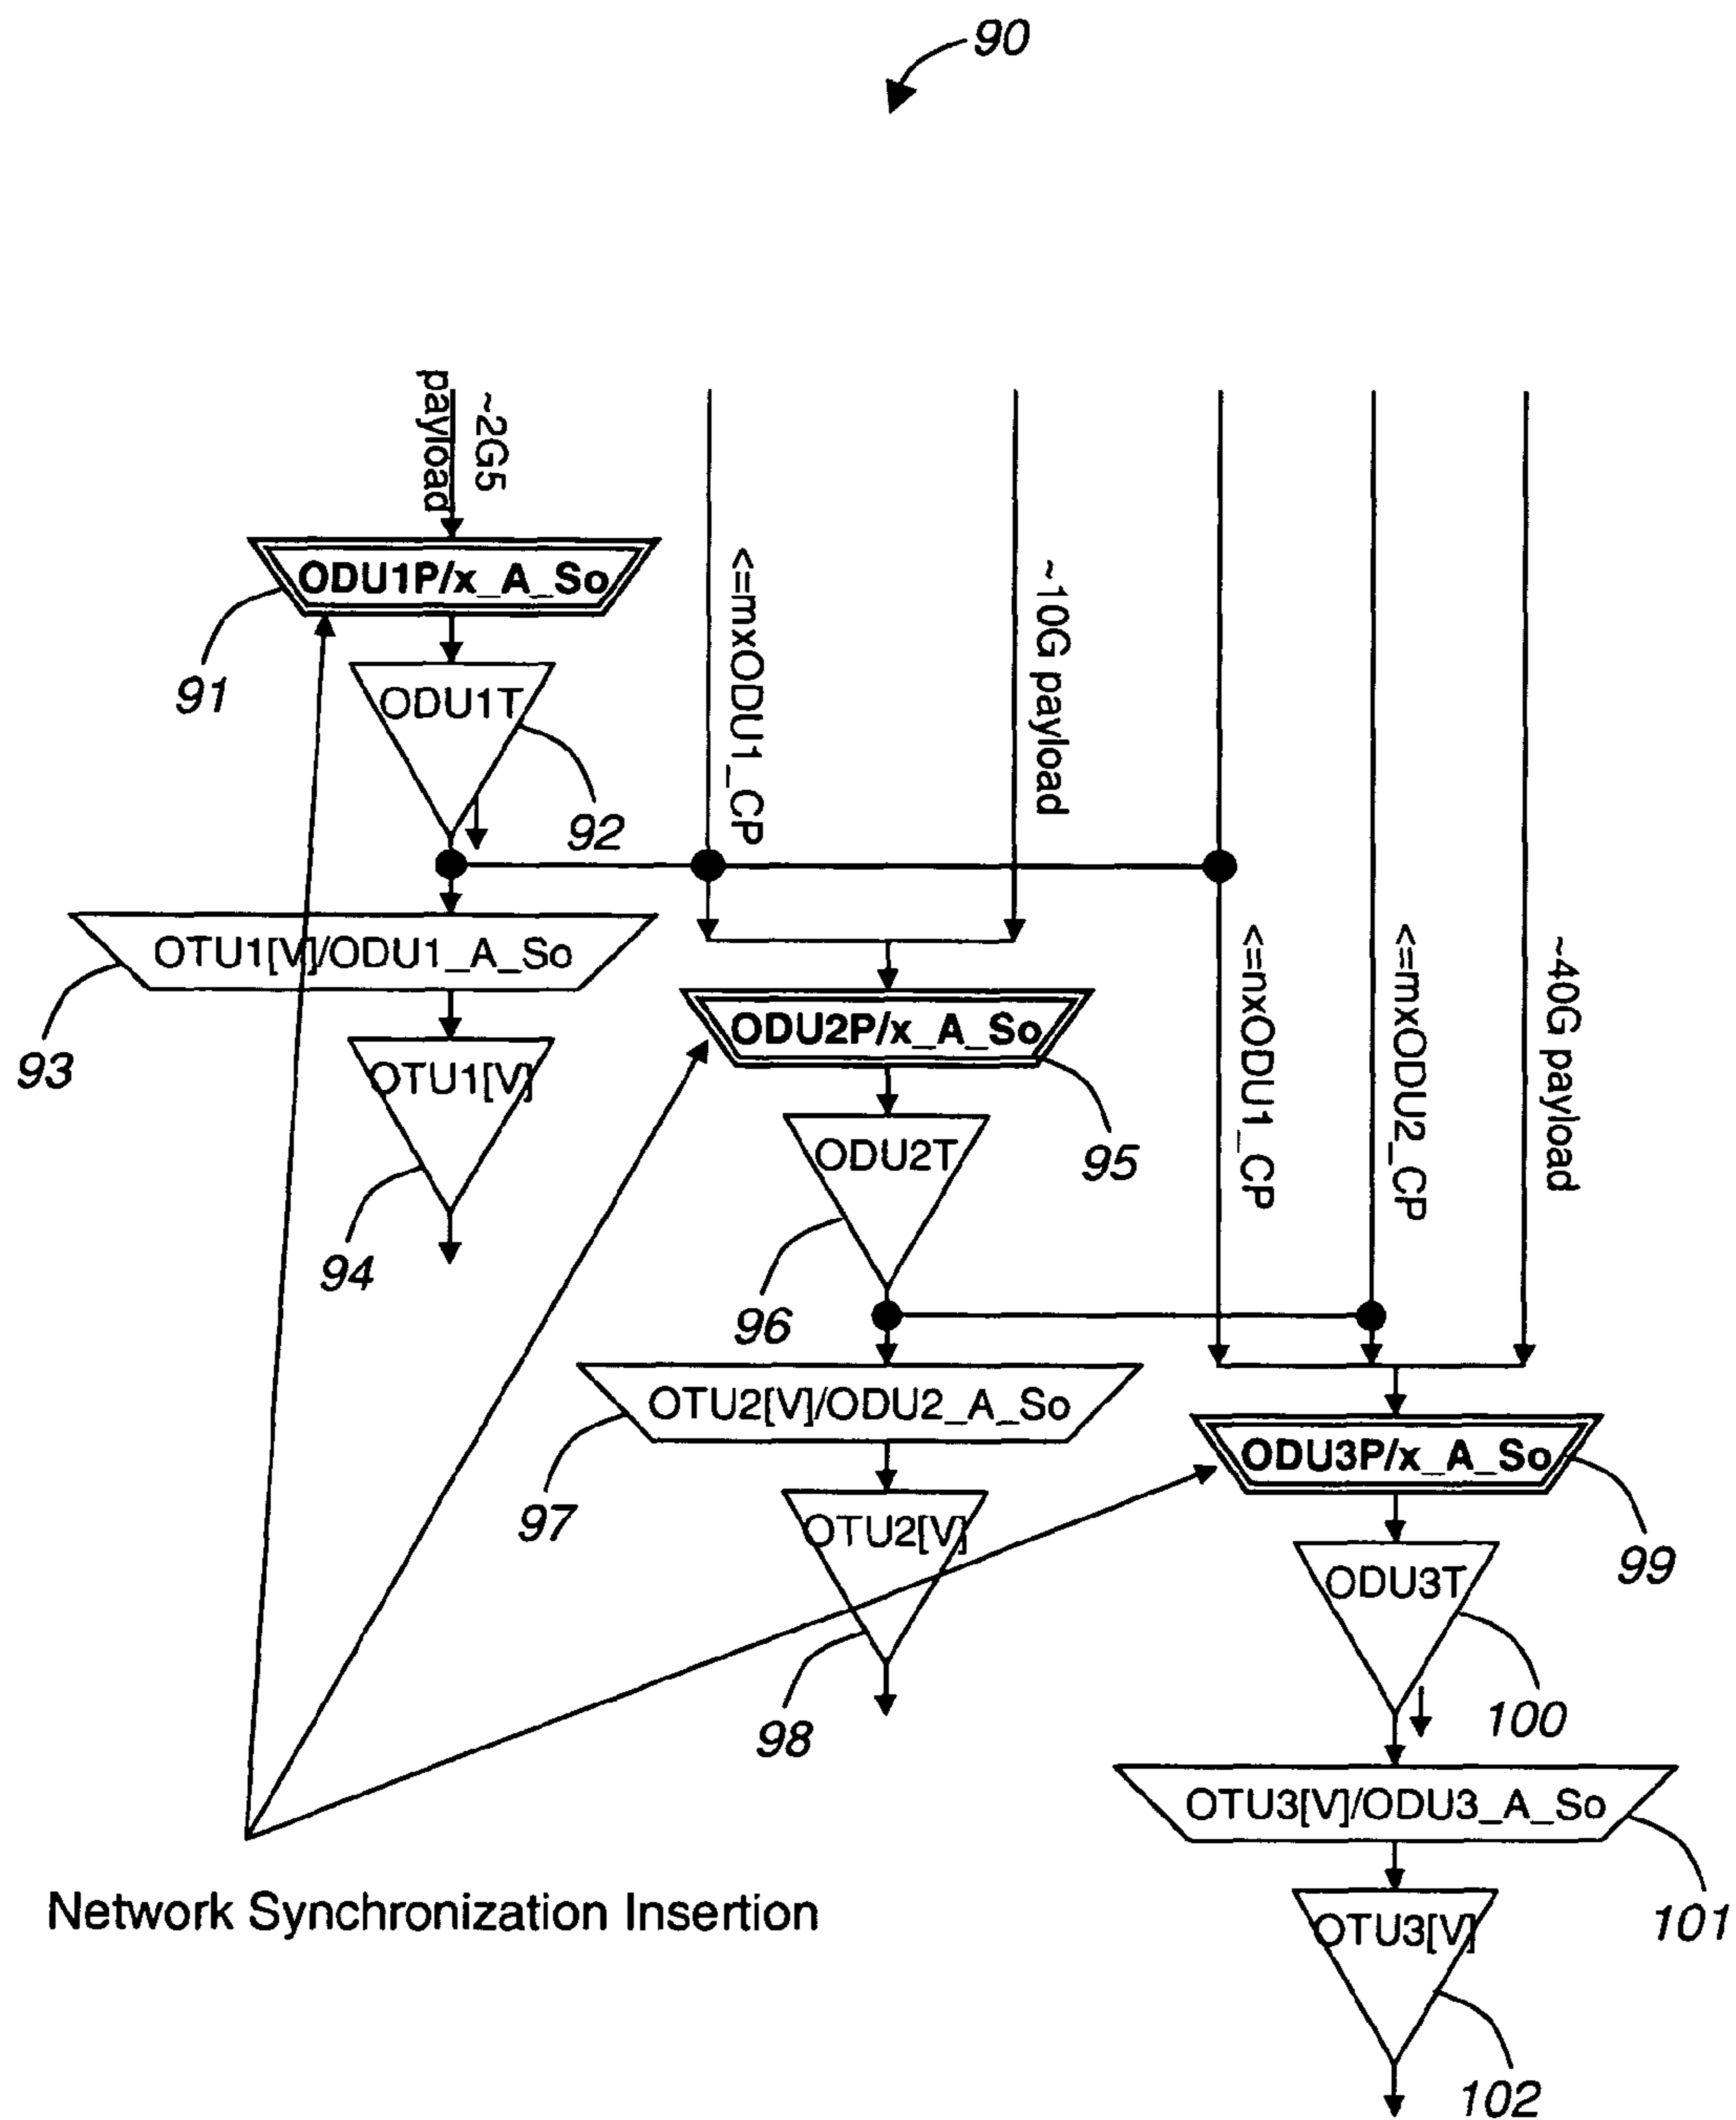 90
~2G5
payload
ODU1P/x_A_So
91
<=mxODU1_CP
~10G payload
ODU1T
92
OTU1[V]/ODU1_A_So
93
<=nxODU1_CP
<=mxODU2_CP
~40G payload
ODU2P/x_A_So
95
OTU1[V]
94
ODU2T
96
OTU2[V]/ODU2_A_So
97
ODU3P/x_A_So
99
OTU2[V]
98
ODU3T
100
OTU3[V]/ODU3_A_So
101
Network Synchronization Insertion
OTU3[V]
102